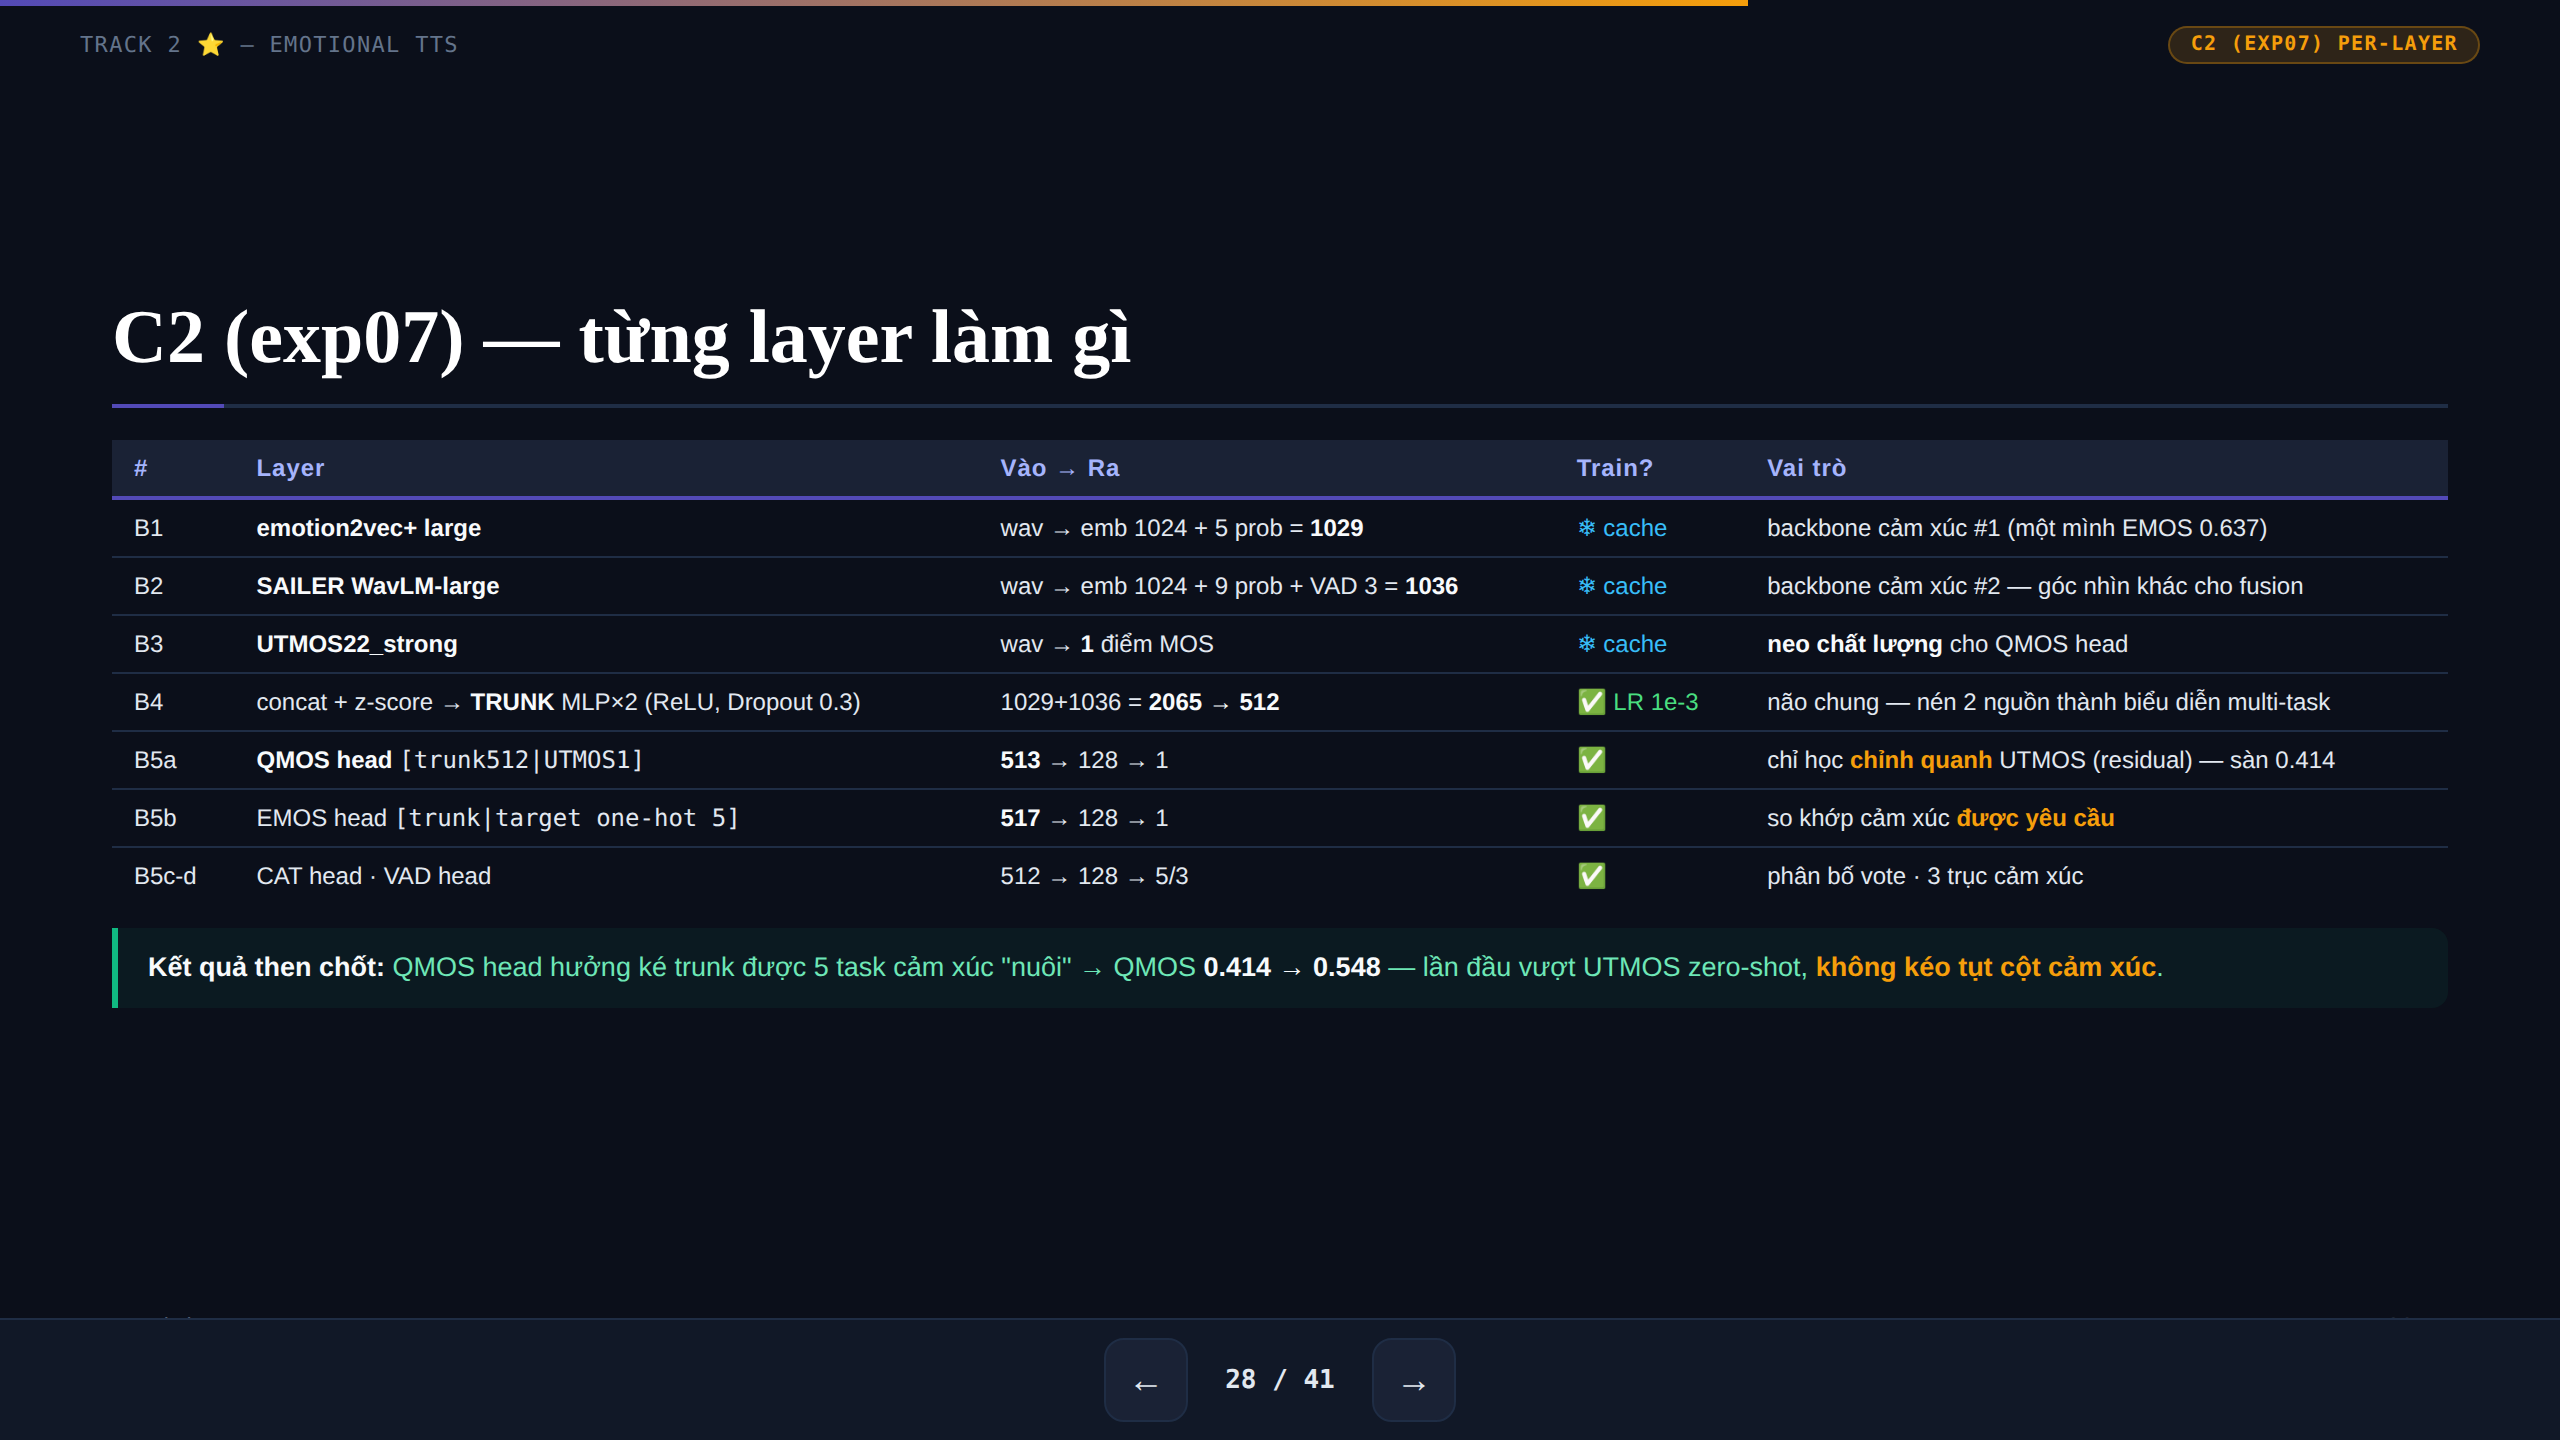 TRACK 2 ⭐ — EMOTIONAL TTS
C2 (EXP07) PER-LAYER
C2 (exp07) — từng layer làm gì
# Layer Vào → Ra Train? Vai trò
B1 emotion2vec+ large wav → emb 1024 + 5 prob = 1029 ❄ cache backbone cảm xúc #1 (một mình EMOS 0.637)
B2 SAILER WavLM-large wav → emb 1024 + 9 prob + VAD 3 = 1036 ❄ cache backbone cảm xúc #2 — góc nhìn khác cho fusion
B3 UTMOS22_strong wav → 1 điểm MOS ❄ cache neo chất lượng cho QMOS head
B4 concat + z-score → TRUNK MLP×2 (ReLU, Dropout 0.3) 1029+1036 = 2065 → 512 ✅ LR 1e-3 não chung — nén 2 nguồn thành biểu diễn multi-task
B5a QMOS head [trunk512|UTMOS1] 513 → 128 → 1 ✅ chỉ học chỉnh quanh UTMOS (residual) — sàn 0.414
B5b EMOS head [trunk|target one-hot 5] 517 → 128 → 1 ✅ so khớp cảm xúc được yêu cầu
B5c-d CAT head · VAD head 512 → 128 → 5/3 ✅ phân bố vote · 3 trục cảm xúc
Kết quả then chốt: QMOS head hưởng ké trunk được 5 task cảm xúc "nuôi" → QMOS 0.414 → 0.548 — lần đầu vượt UTMOS zero-shot, không kéo tụt cột cảm xúc.
← 28 / 41 →